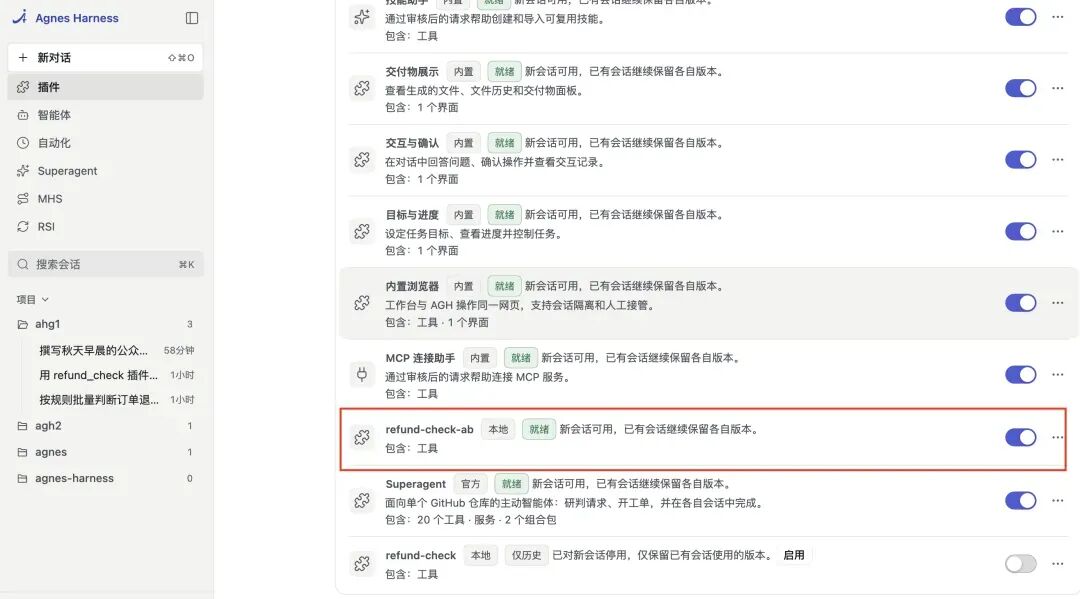 Agnes Harness
新对话
⇧⌘O
插件
智能体
自动化
Superagent
MHS
RSI
搜索会话
⌘K
项目
ahg1
3
撰写秋天早晨的公众...
58分钟
用 refund_check 插件...
1小时
按规则批量判断订单退...
1小时
agh2
1
agnes
1
agnes-harness
0
技能助手 内置 就绪 新会话可用，已有会话继续保留各自版本。
通过审核后的请求帮助创建和导入可复用技能。
包含：工具
交付物展示 内置 就绪 新会话可用，已有会话继续保留各自版本。
查看生成的文件、文件历史和交付物面板。
包含：1 个界面
交互与确认 内置 就绪 新会话可用，已有会话继续保留各自版本。
在对话中回答问题、确认操作并查看交互记录。
包含：1 个界面
目标与进度 内置 就绪 新会话可用，已有会话继续保留各自版本。
设定任务目标、查看进度并控制任务。
包含：1 个界面
内置浏览器 内置 就绪 新会话可用，已有会话继续保留各自版本。
工作台与 AGH 操作同一网页，支持会话隔离和人工接管。
包含：工具 · 1 个界面
MCP 连接助手 内置 就绪 新会话可用，已有会话继续保留各自版本。
通过审核后的请求帮助连接 MCP 服务。
包含：工具
refund-check-ab 本地 就绪 新会话可用，已有会话继续保留各自版本。
包含：工具
Superagent 官方 就绪 新会话可用，已有会话继续保留各自版本。
面向单个 GitHub 仓库的主动智能体：研判请求、开工单，并在各自会话中完成。
包含：20 个工具 · 服务 · 2 个组合包
refund-check 本地 仅历史 已对新会话停用，仅保留已有会话使用的版本。 启用
包含：工具